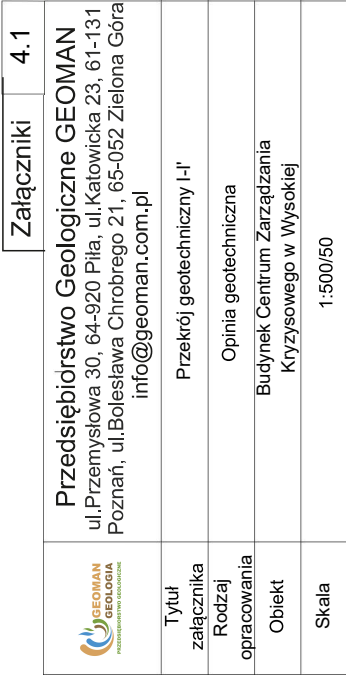 Załączniki 4.1
GEOMAN
GEOLOGIA
PRZEDSIĘBIORSTWO GEOLOGICZNE
Przedsiębiorstwo Geologiczne GEOMAN
ul.Przemysłowa 30, 64-920 Piła, ul.Katowicka 23, 61-131
Poznań, ul.Bolesława Chrobrego 21, 65-052 Zielona Góra
info@geoman.com.pl
Tytuł
załącznika
Przekrój geotechniczny I-I'
Rodzaj
opracowania
Opinia geotechniczna
Obiekt
Budynek Centrum Zarządzania
Kryzysowego w Wysokiej
Skala
1:500/50